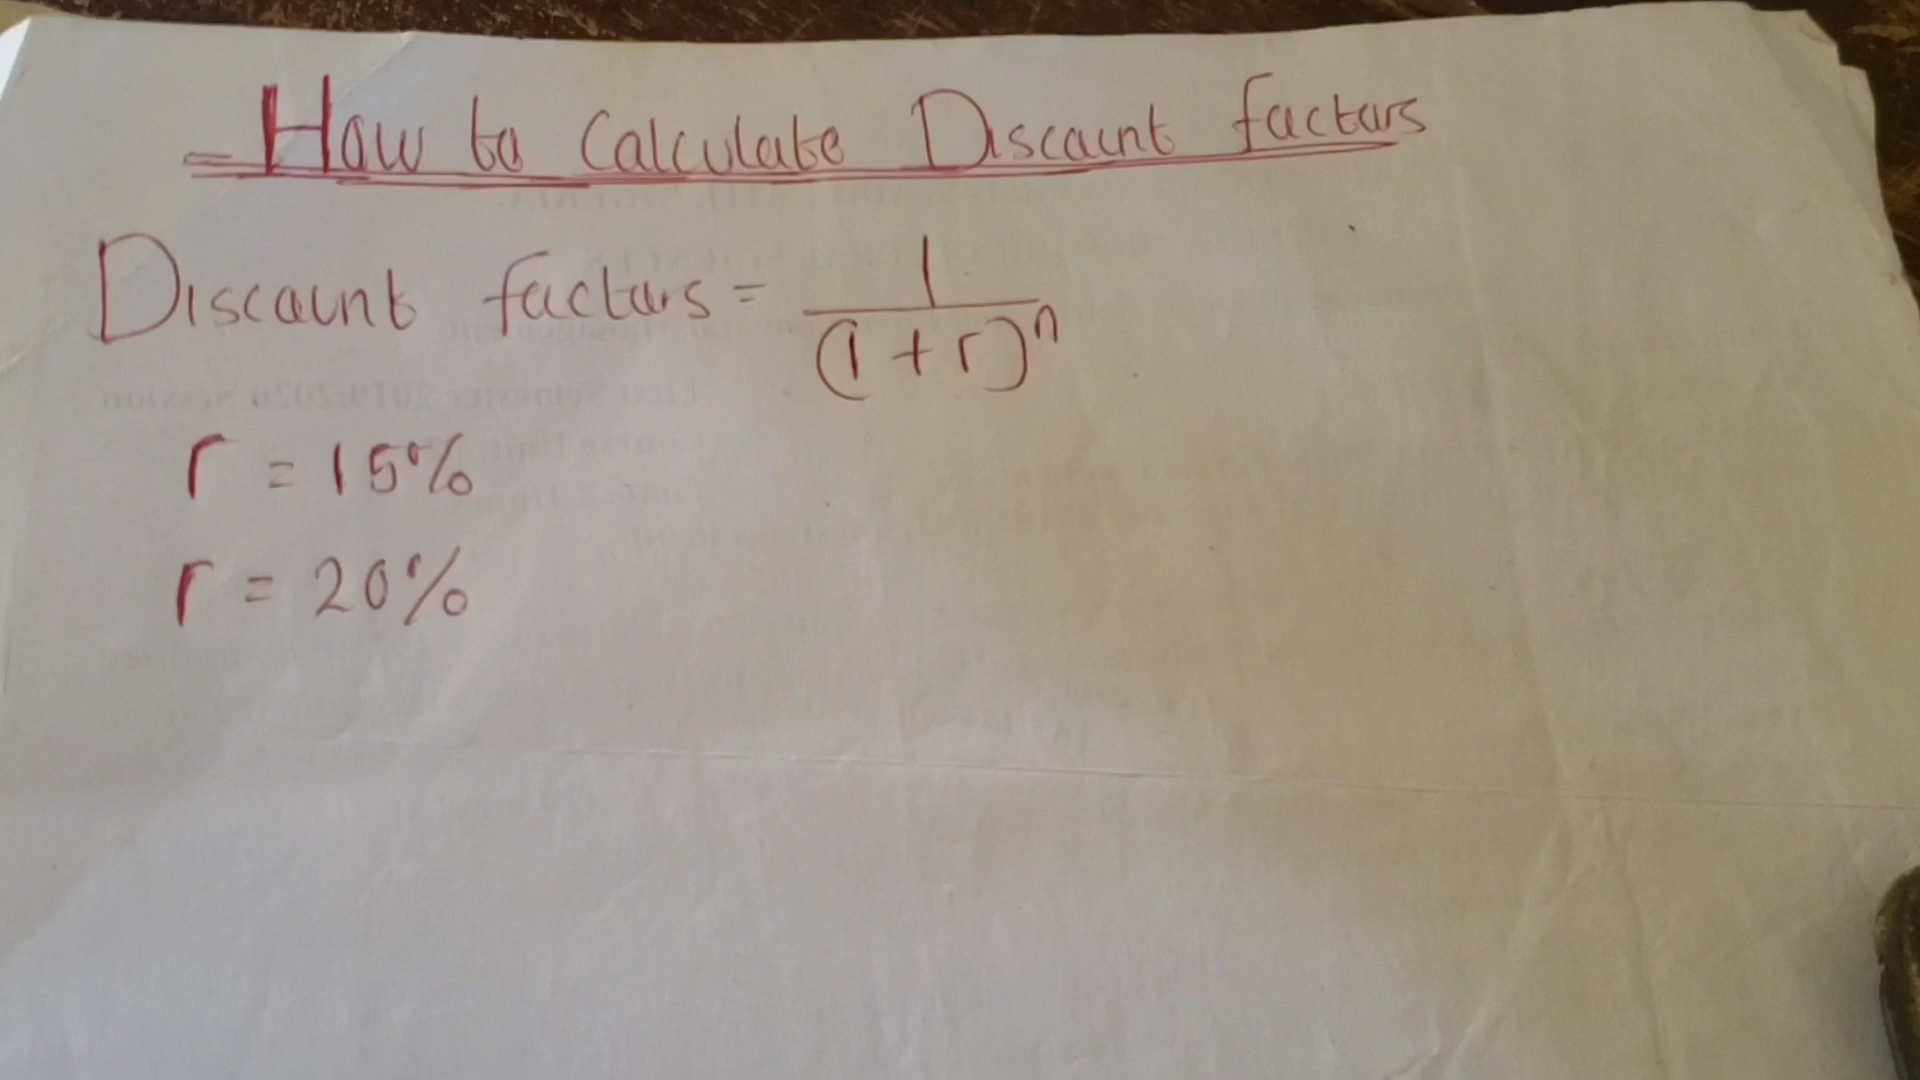 How to Calculate Discount factors
Discount factors = 1/(1+r)^n
r = 15%
r = 20%